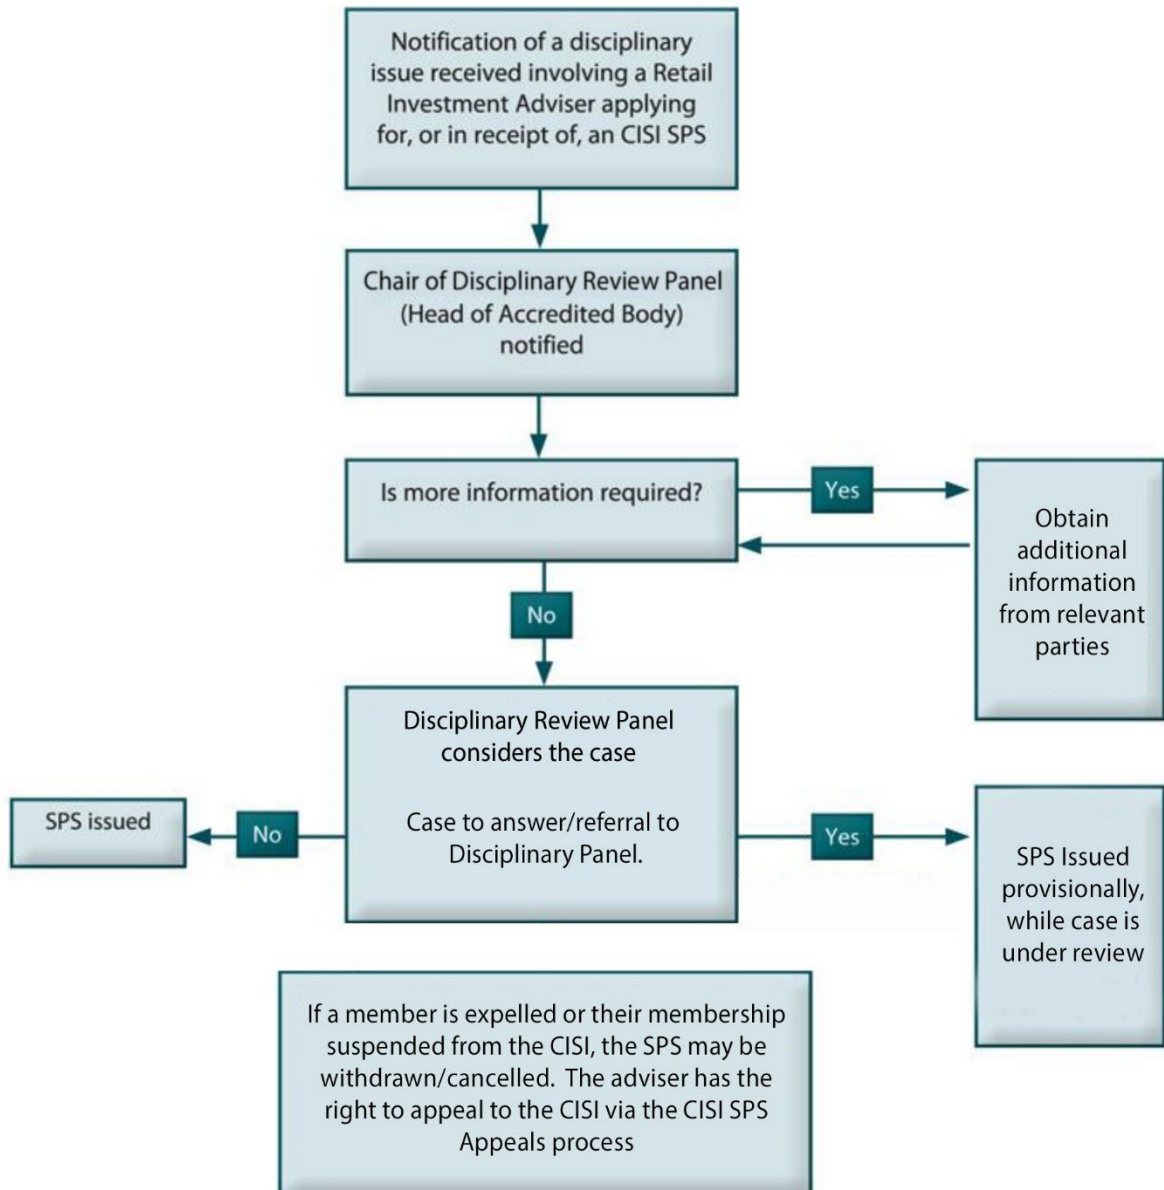 Notification of a disciplinary
issue received involving a Retail
Investment Adviser applying
for, or in receipt of, an CISI SPS
Chair of Disciplinary Review Panel
(Head of Accredited Body)
notified
Is more information required?
Yes
Obtain
additional
information
from relevant
parties
No
Disciplinary Review Panel
considers the case
Case to answer/referral to
Disciplinary Panel.
No
SPS issued
Yes
SPS Issued
provisionally,
while case is
under review
If a member is expelled or their membership
suspended from the CISI, the SPS may be
withdrawn/cancelled. The adviser has the
right to appeal to the CISI via the CISI SPS
Appeals process